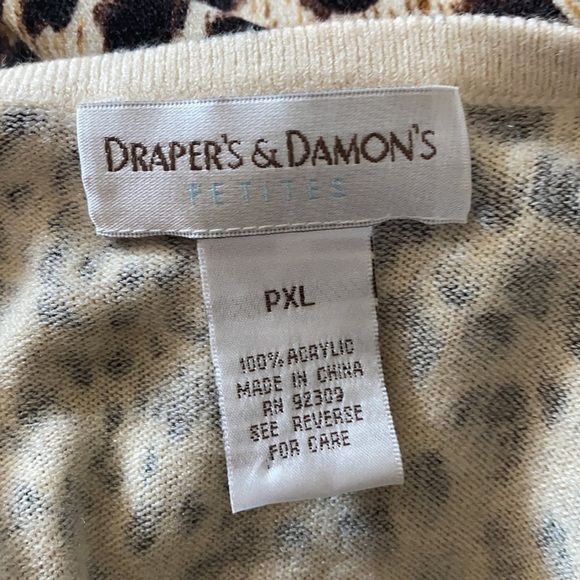 DRAPER'S & DAMON'S
PETITES
PXL
100% ACRYLIC
MADE IN CHINA
RN 92309
SEE REVERSE
FOR CARE